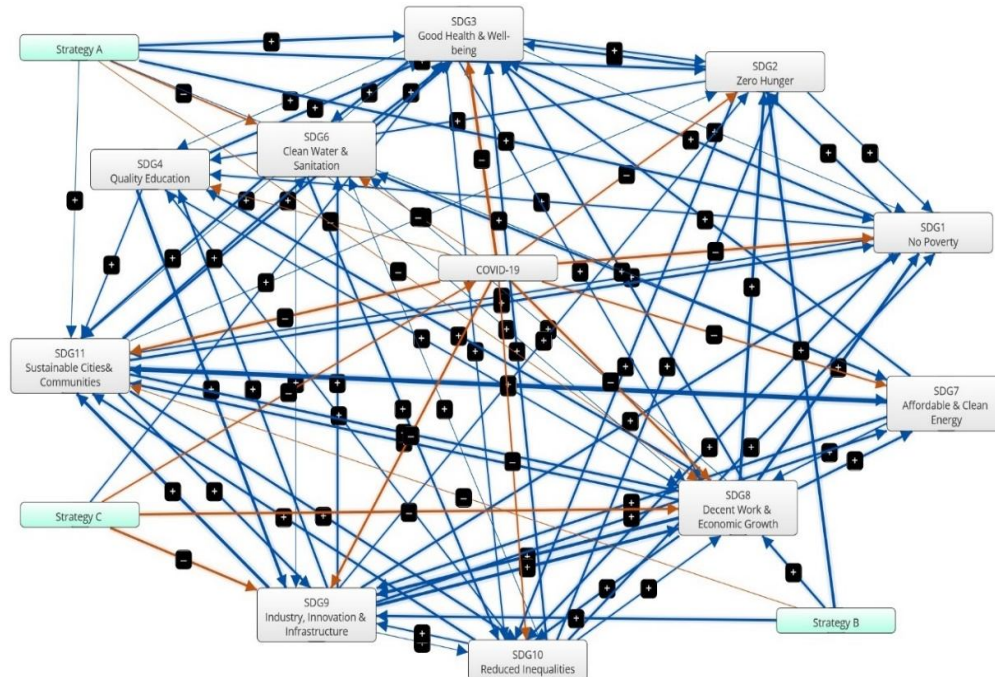 SDG3
Good Health & Well-
being
Strategy A
SDG2
Zero Hunger
SDG6
Clean Water &
Sanitation
SDG4
Quality Education
SDG1
No Poverty
COVID-19
SDG11
Sustainable Cities&
Communities
SDG7
Affordable & Clean
Energy
SDG8
Decent Work &
Economic Growth
Strategy C
SDG9
Industry, Innovation &
Infrastructure
Strategy B
SDG10
Reduced Inequalities